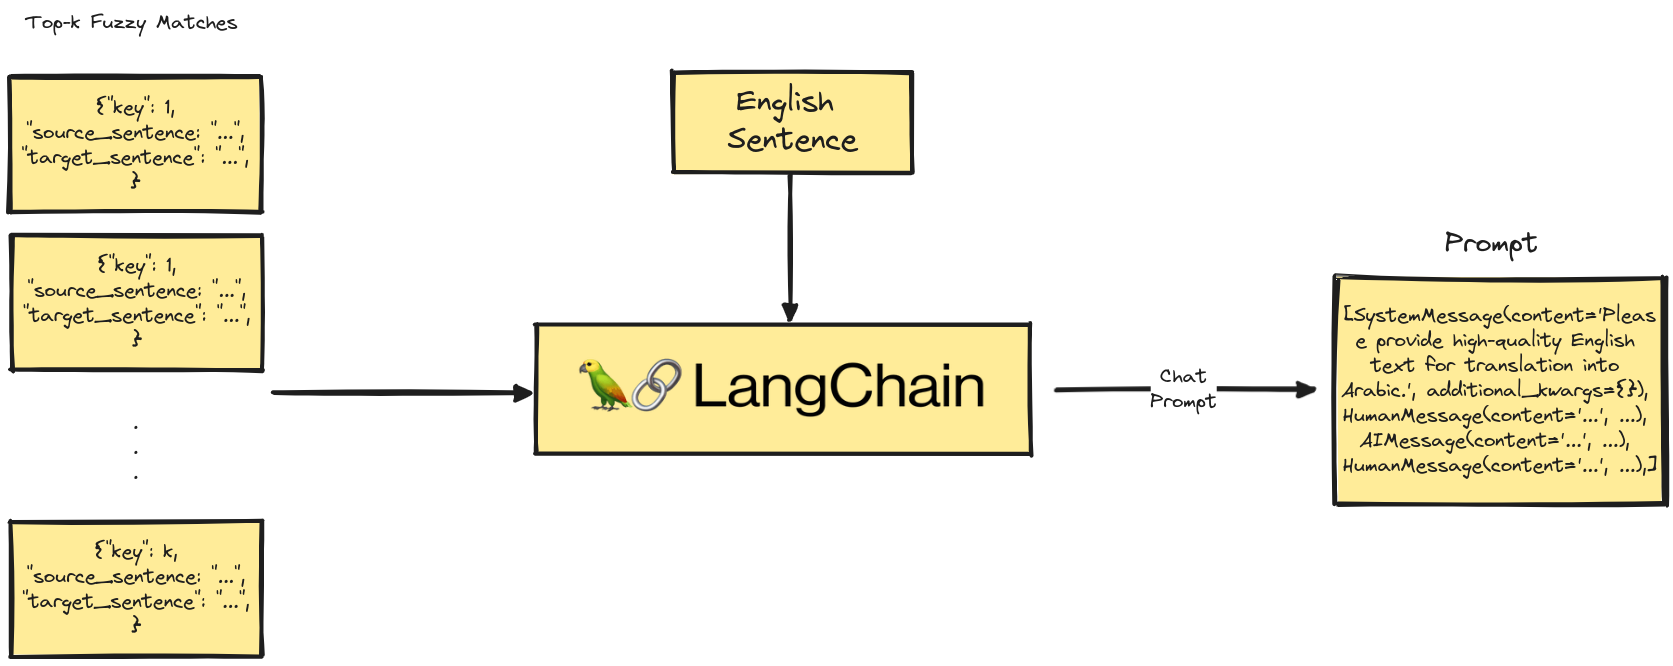 Top-k Fuzzy Matches
{"key": 1,
"source_sentence: "...",
"target_sentence": "...",
}
{"key": 1,
"source_sentence: "...",
"target_sentence": "...",
}
.
.
.
{"key": k,
"source_sentence: "...",
"target_sentence": "...",
}
English
Sentence
LangChain
Chat
Prompt
Prompt
[SystemMessage(content='Pleas
e provide high-quality English
text for translation into
Arabic.', additional_kwargs={}),
HumanMessage(content='...', ...),
AIMessage(content='...', ...),
HumanMessage(content='...', ...),]